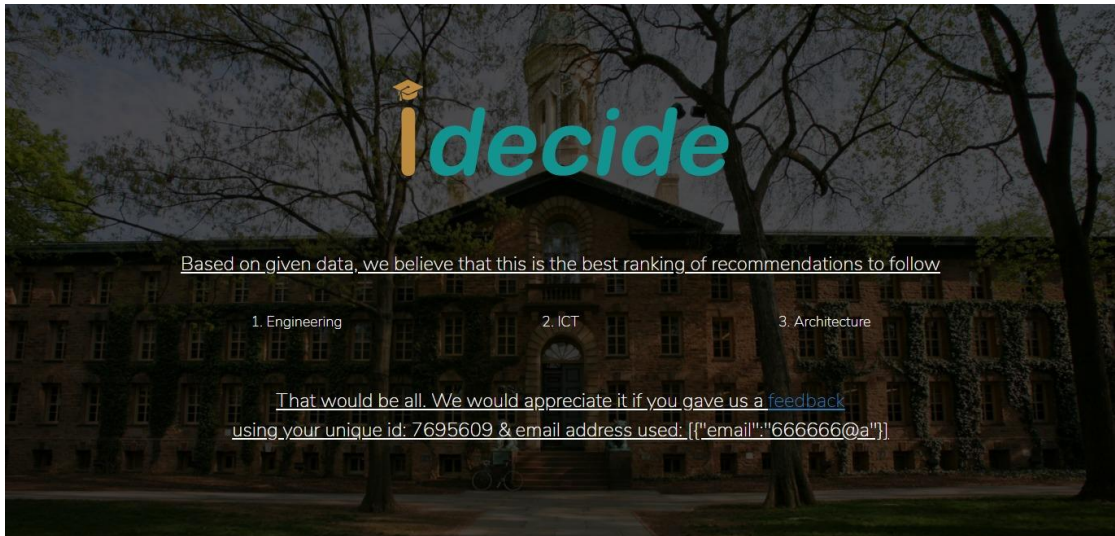 idecide
Based on given data, we believe that this is the best ranking of recommendations to follow
1. Engineering 2. ICT 3. Architecture
That would be all. We would appreciate it if you gave us a feedback
using your unique id: 7695609 & email address used: [{"email":"666666@a"}]